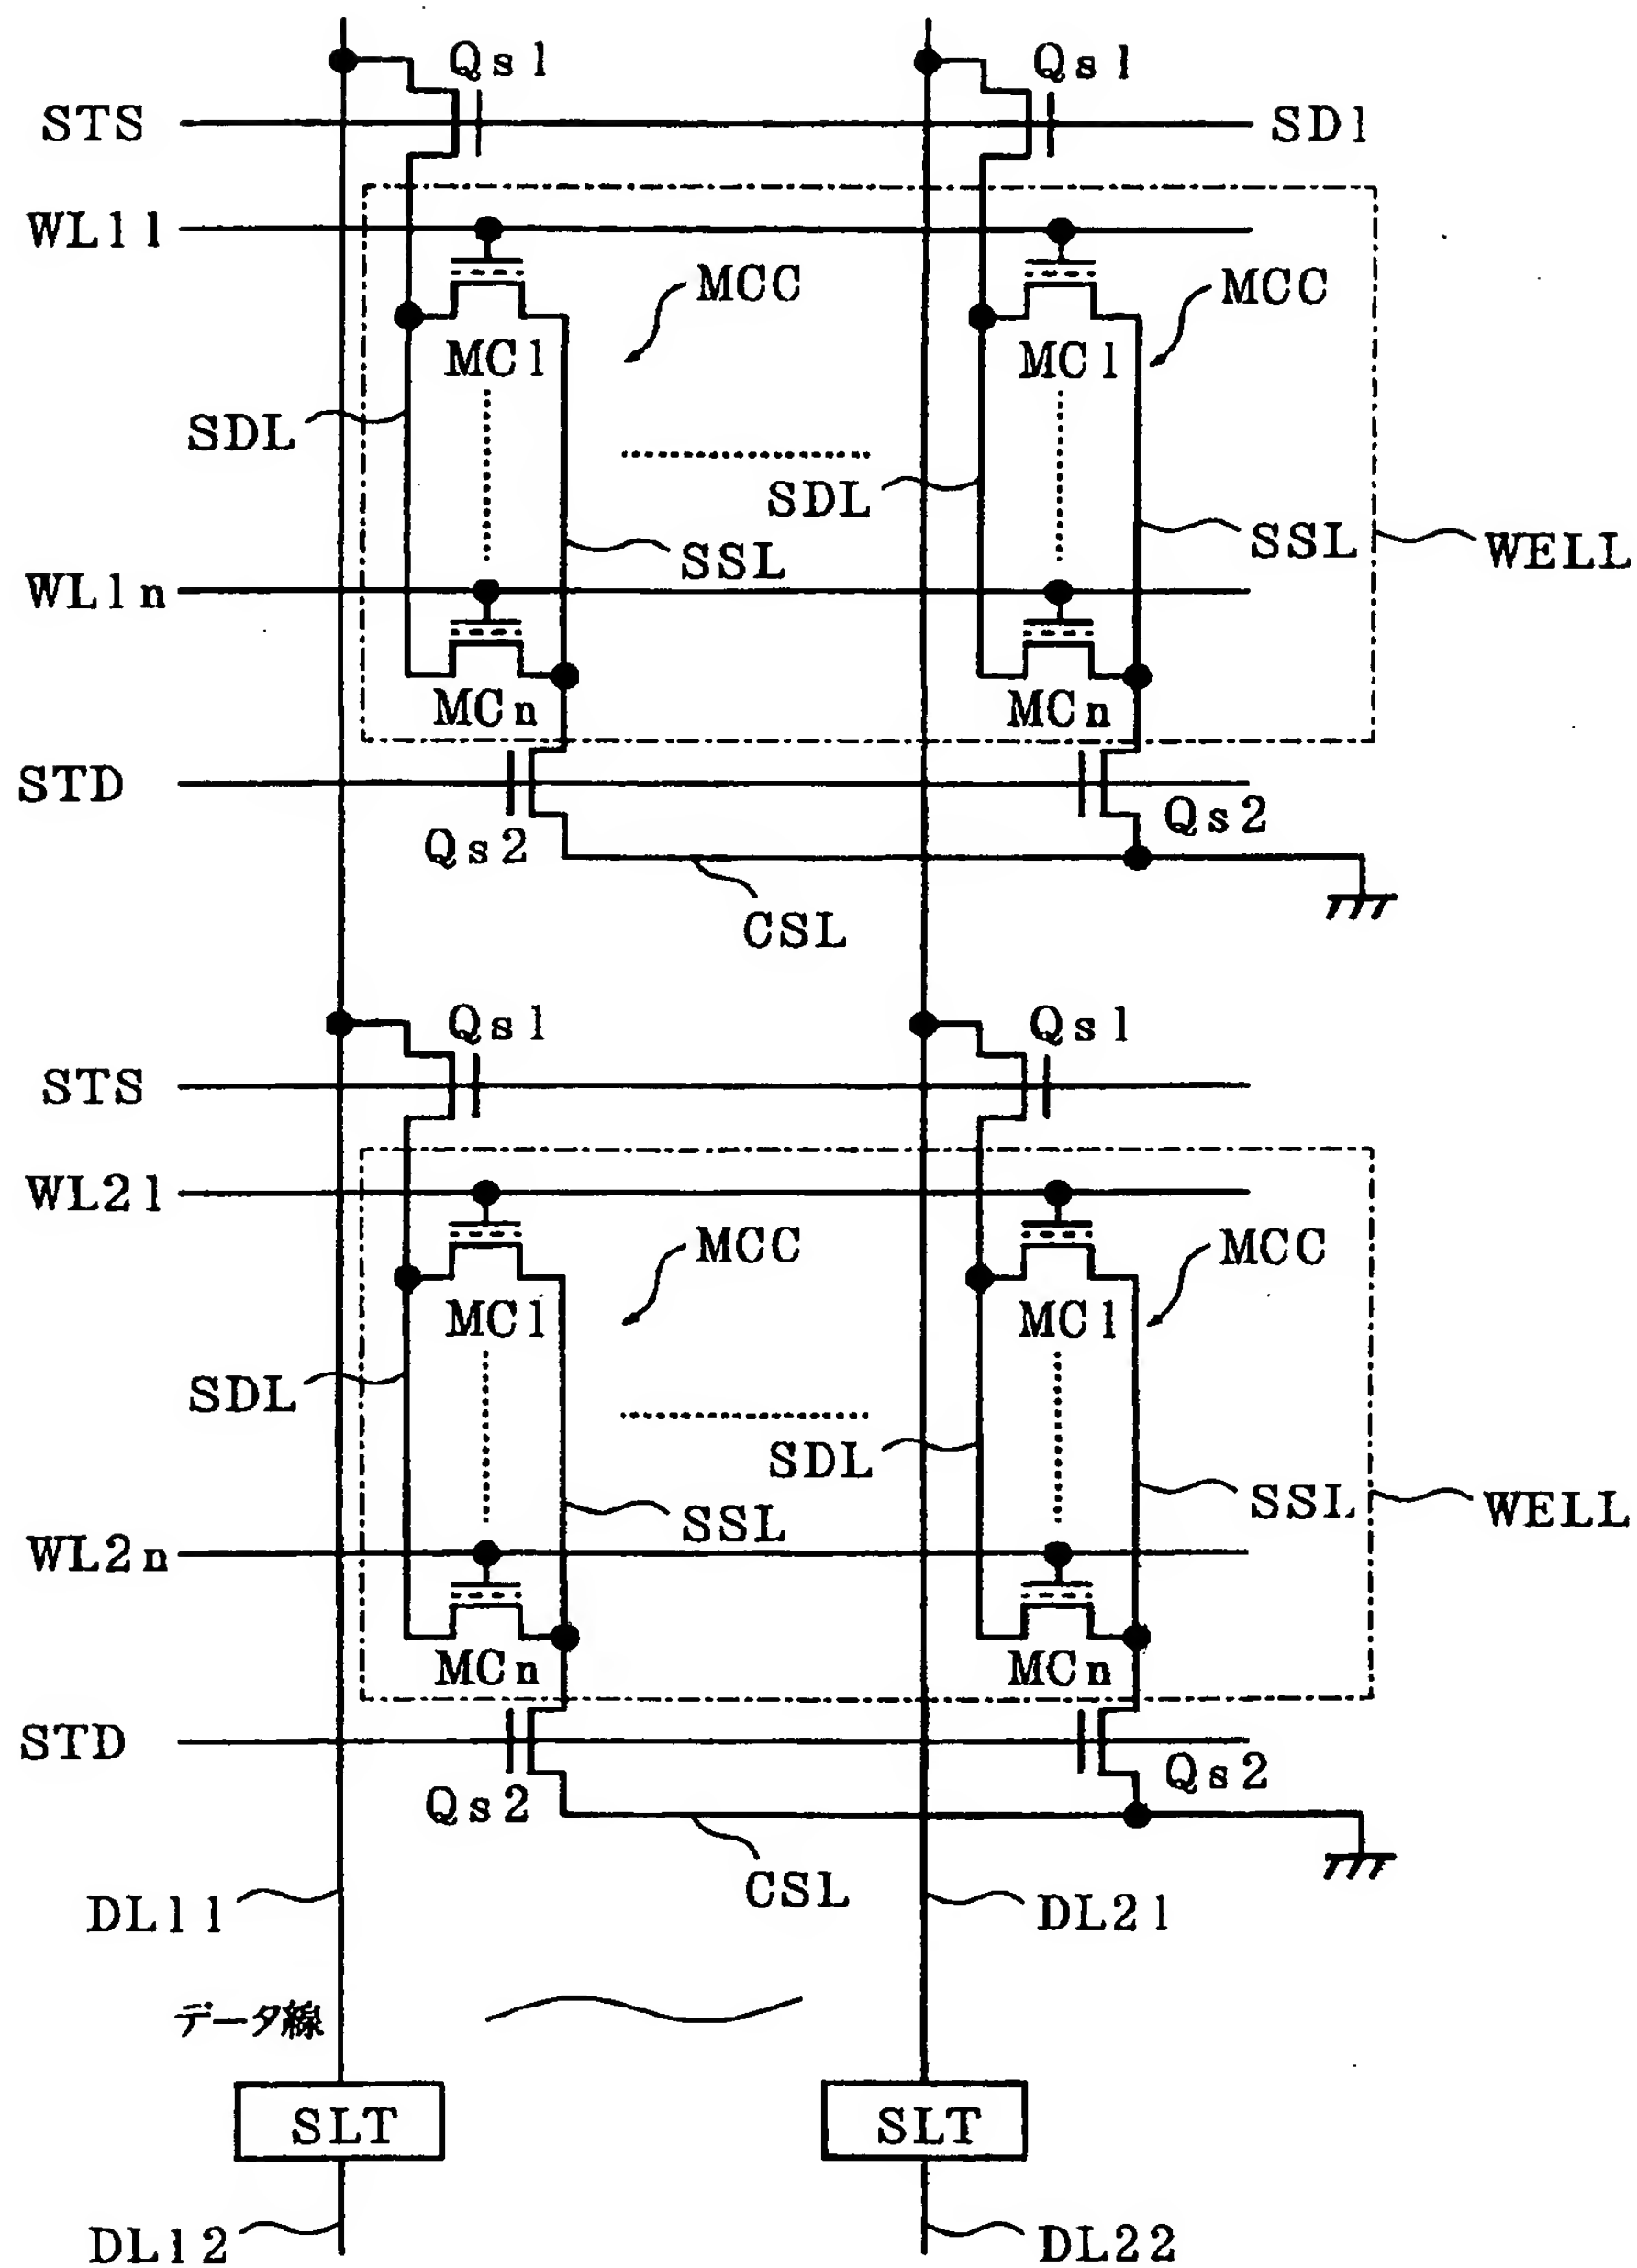 Qs1 Qs1
STS SD1
WL11
MCC MCC
MC1 MC1
SDL
SDL
SSL SSL WELL
WL1n
MCn MCn
STD
Qs2 Qs2
CSL
Qs1 Qs1
STS
WL21
MCC MCC
MC1 MC1
SDL
SDL
SSL SSL WELL
WL2n
MCn MCn
STD
Qs2 Qs2
CSL
DL11 DL21
データ線
SLT SLT
DL12 DL22